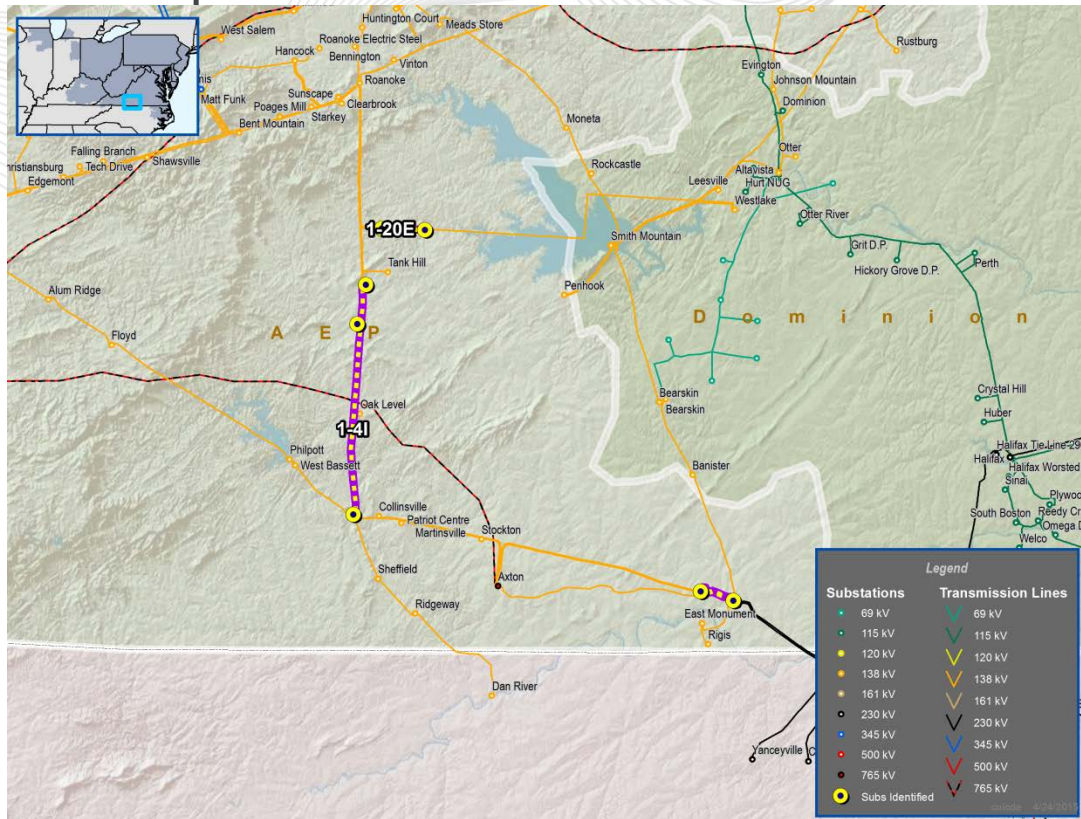 Huntington Court
Meads Store
West Salem
Roanoke Electric Steel
Hancock
Bennington
Vinton
Rustburg
Evington
Johnson Mountain
Matt Funk
Roanoke
Sunscape
Poages Mill
Clearbrook
Starkey
Dominion
Bent Mountain
Moneta
Falling Branch
Shawsville
Tech Drive
Edgemont
Otter
Rockcastle
Altavista
Leesville
Hurt NUG
Westlake
Otter River
1-20E
Smith Mountain
Grit D.P.
Perth
Hickory Grove D.P.
Tank Hill
Penhook
Alum Ridge
A E P
D o m i n i o n
Floyd
Crystal Hill
Bearskin
Oak Level
Bearskin
Huber
1-4I
Halifax Tie Line-29
Halifax
Halifax Worsted
Philpott
West Bassett
Banister
Sinai
Collinsville
South Boston
Patriot Centre
Martinsville
Stockton
Welco
Sheffield
Axton
Ridgeway
East Monument
Rigis
Dan River
Yanceyville
Legend
Substations
69 kV
115 kV
120 kV
138 kV
161 kV
230 kV
345 kV
500 kV
765 kV
Subs Identified
Transmission Lines
69 kV
115 kV
120 kV
138 kV
161 kV
230 kV
345 kV
500 kV
765 kV